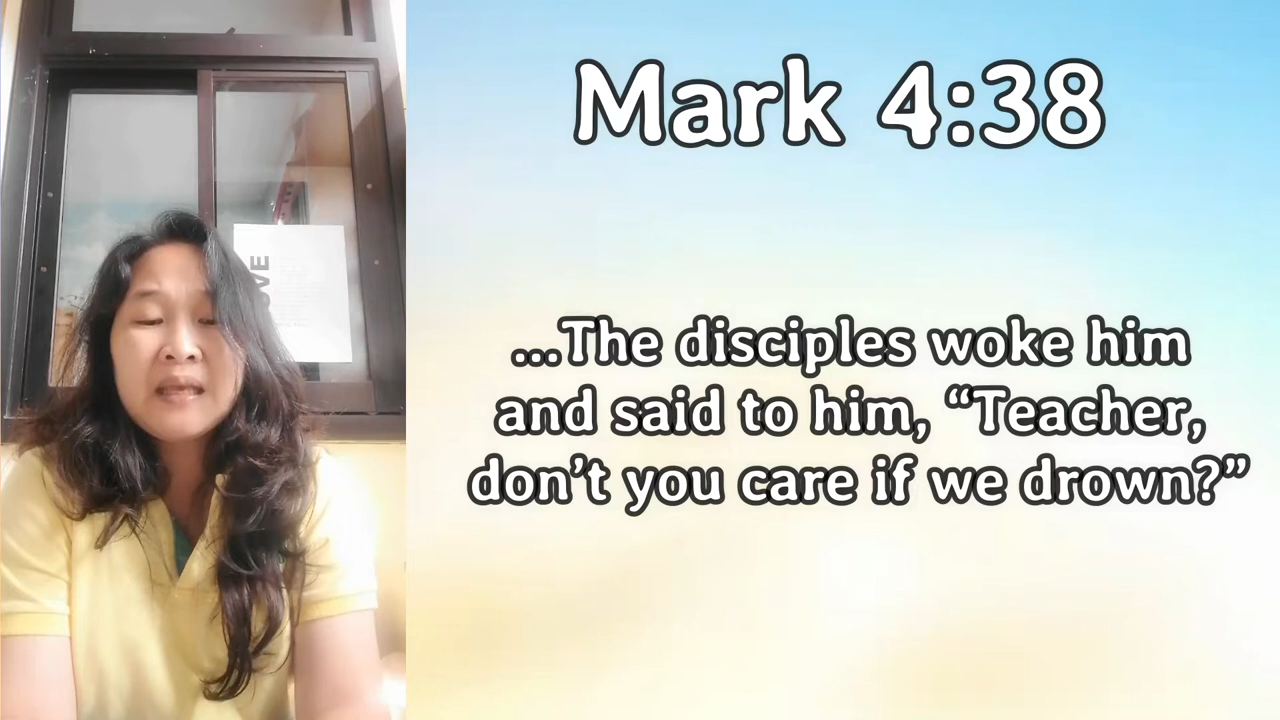 Mark 4:38
...The disciples woke him
and said to him, “Teacher,
don’t you care if we drown?”